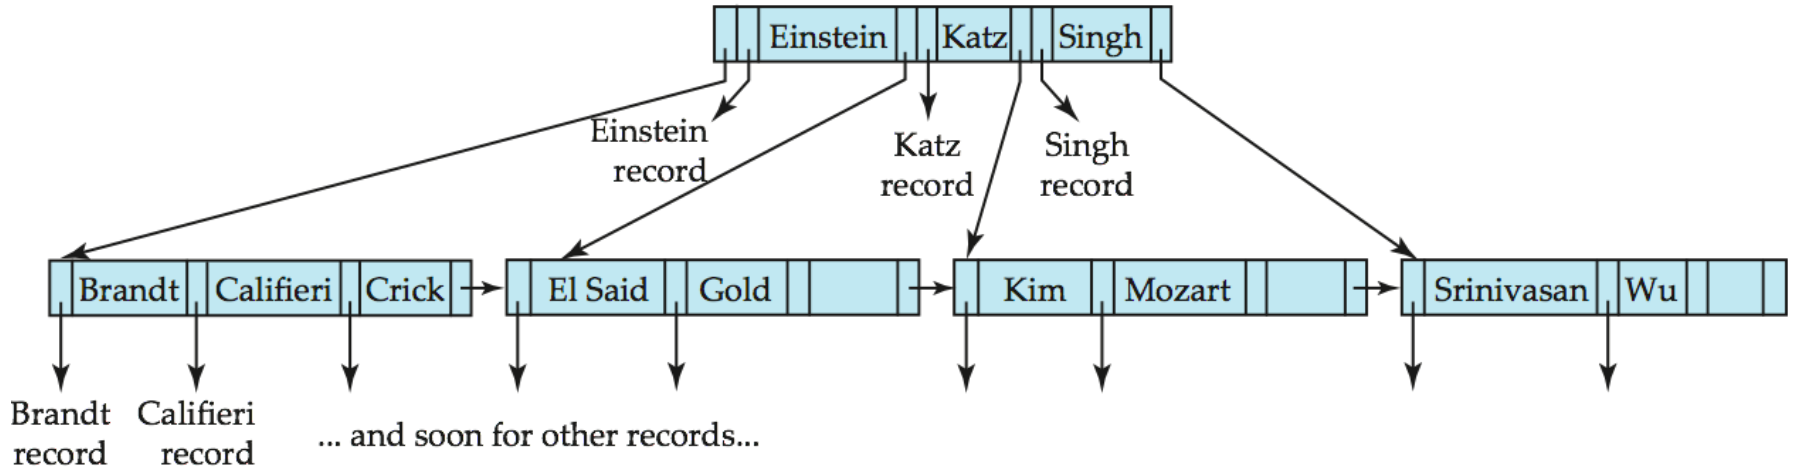 Einstein Katz Singh
Einstein
record
Katz
record
Singh
record
Brandt Califieri Crick El Said Gold Kim Mozart Srinivasan Wu
Brandt
record
Califieri
record
... and soon for other records...